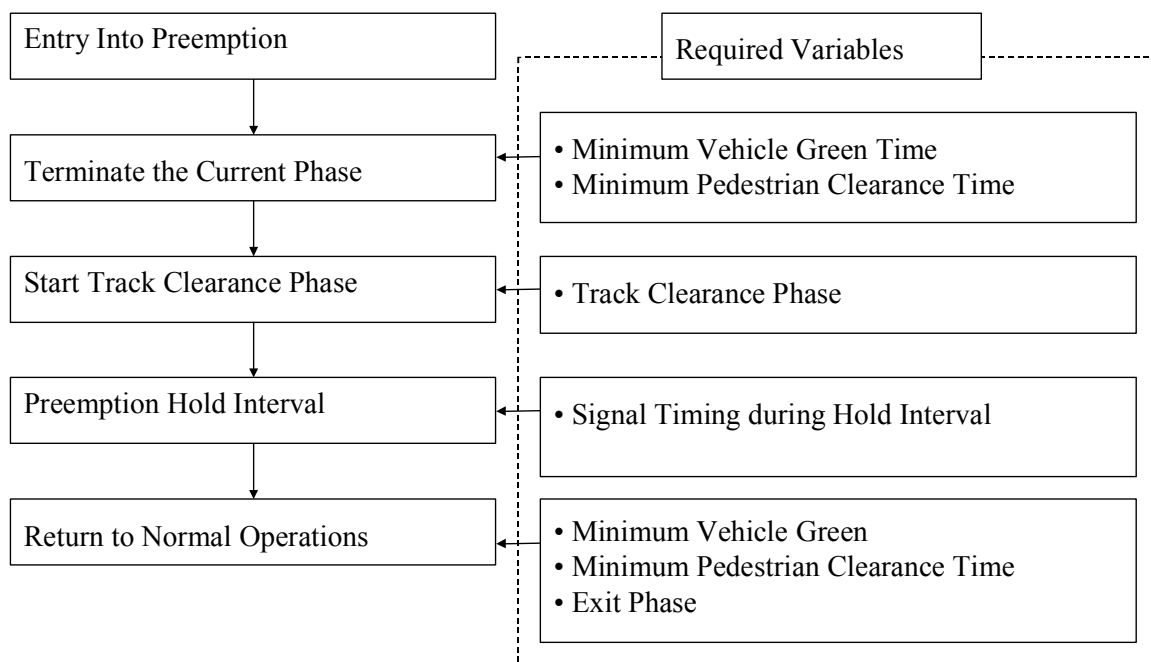 Entry Into Preemption
Required Variables
Terminate the Current Phase
• Minimum Vehicle Green Time
• Minimum Pedestrian Clearance Time
Start Track Clearance Phase
• Track Clearance Phase
Preemption Hold Interval
• Signal Timing during Hold Interval
Return to Normal Operations
• Minimum Vehicle Green
• Minimum Pedestrian Clearance Time
• Exit Phase